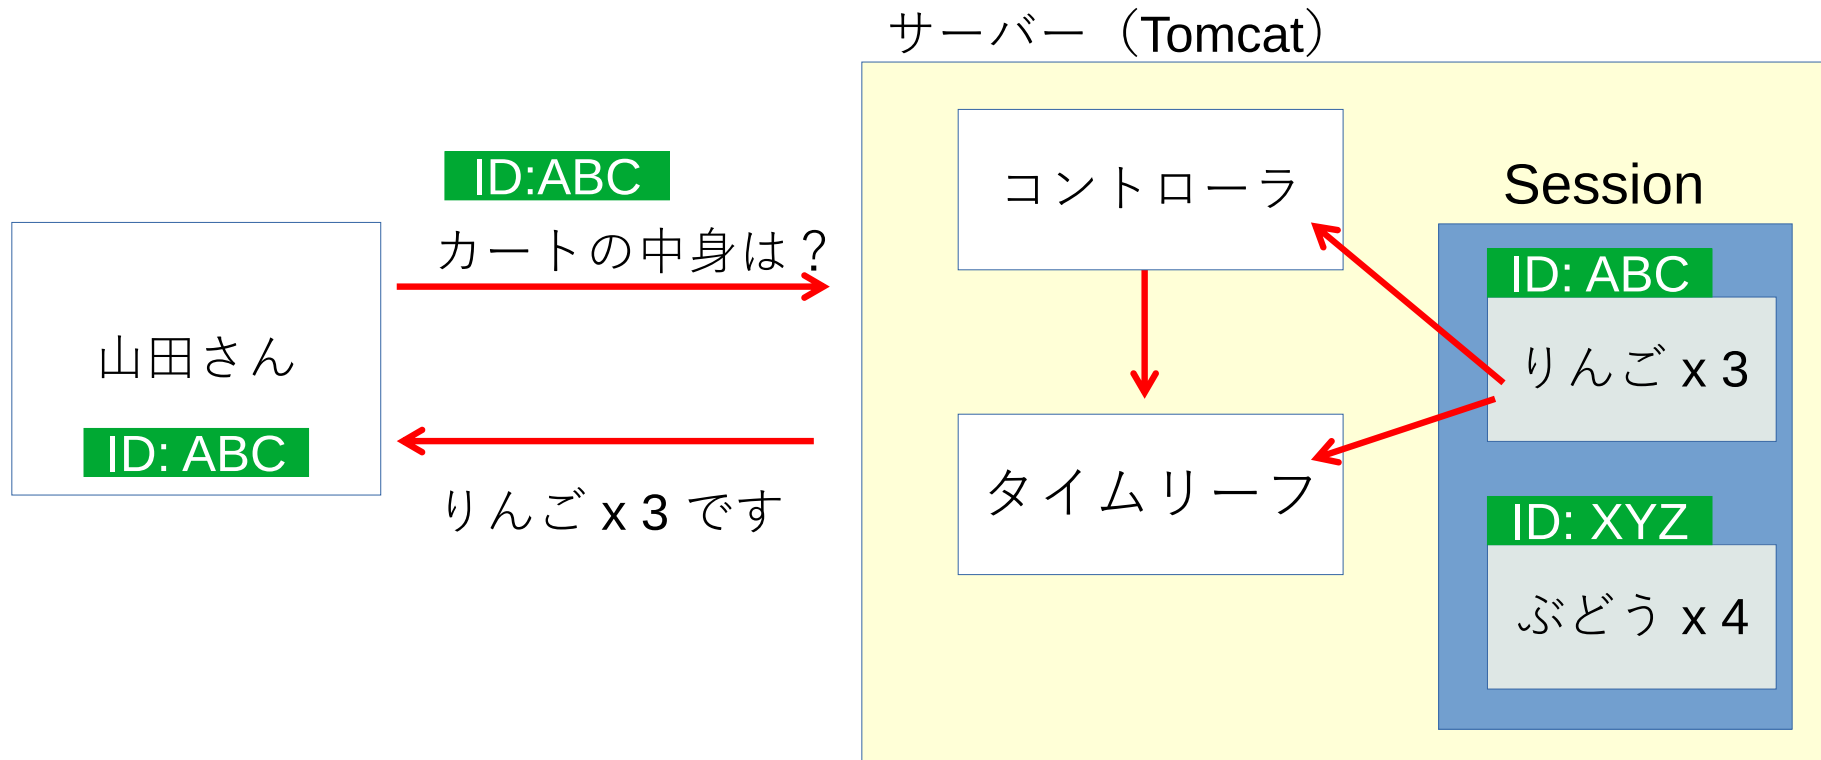 サーバー（Tomcat）
ID:ABC
カートの中身は？
山田さん
ID: ABC
りんご x 3 です
コントローラ
タイムリーフ
Session
ID: ABC
りんご x 3
ID: XYZ
ぶどう x 4